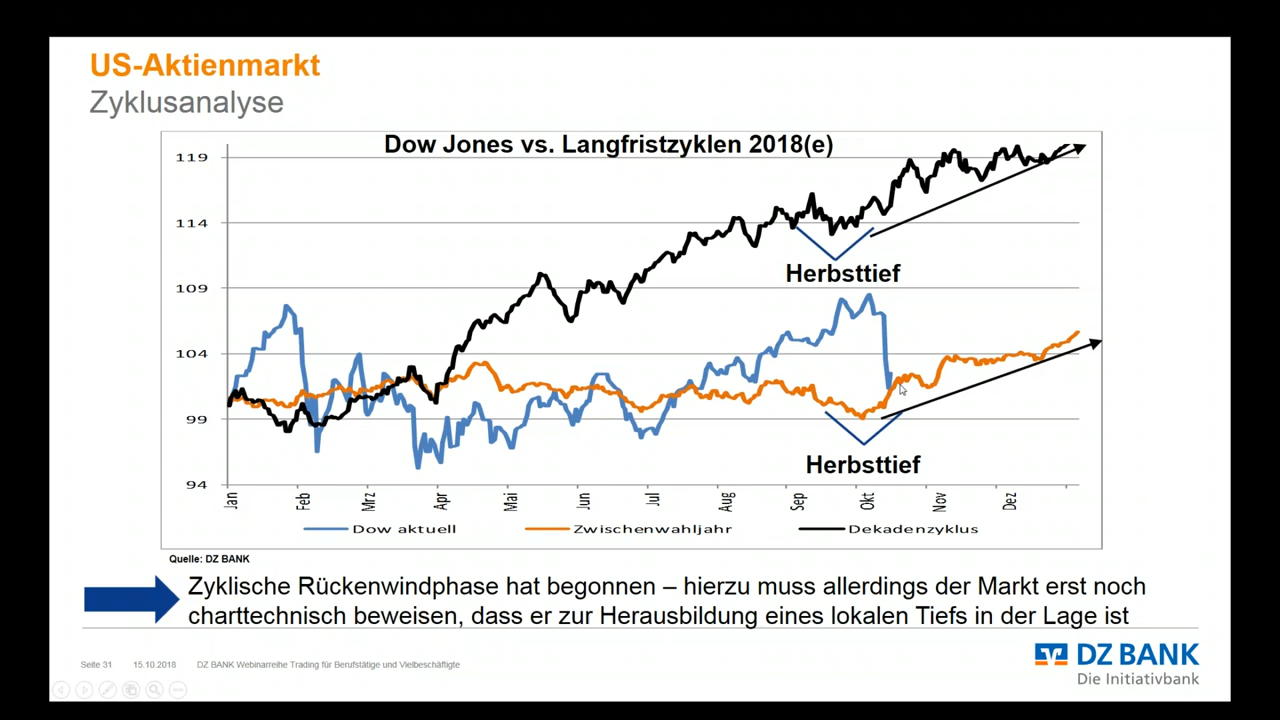 US-Aktienmarkt
Zyklusanalyse
Dow Jones vs. Langfristzyklen 2018(e)
119
114
109
104
99
94
Herbsttief
Herbsttief
Jan Feb Mrz Apr Mai Jun Jul Aug Sep Okt Nov Dez
Dow aktuell Zwischenwahljahr Dekadenzyklus
Quelle: DZ BANK
Zyklische Rückenwindphase hat begonnen – hierzu muss allerdings der Markt erst noch
charttechnisch beweisen, dass er zur Herausbildung eines lokalen Tiefs in der Lage ist
Seite 31 15.10.2018 DZ BANK Webinarreihe Trading für Berufstätige und Vielbeschäftigte
DZ BANK
Die Initiativbank